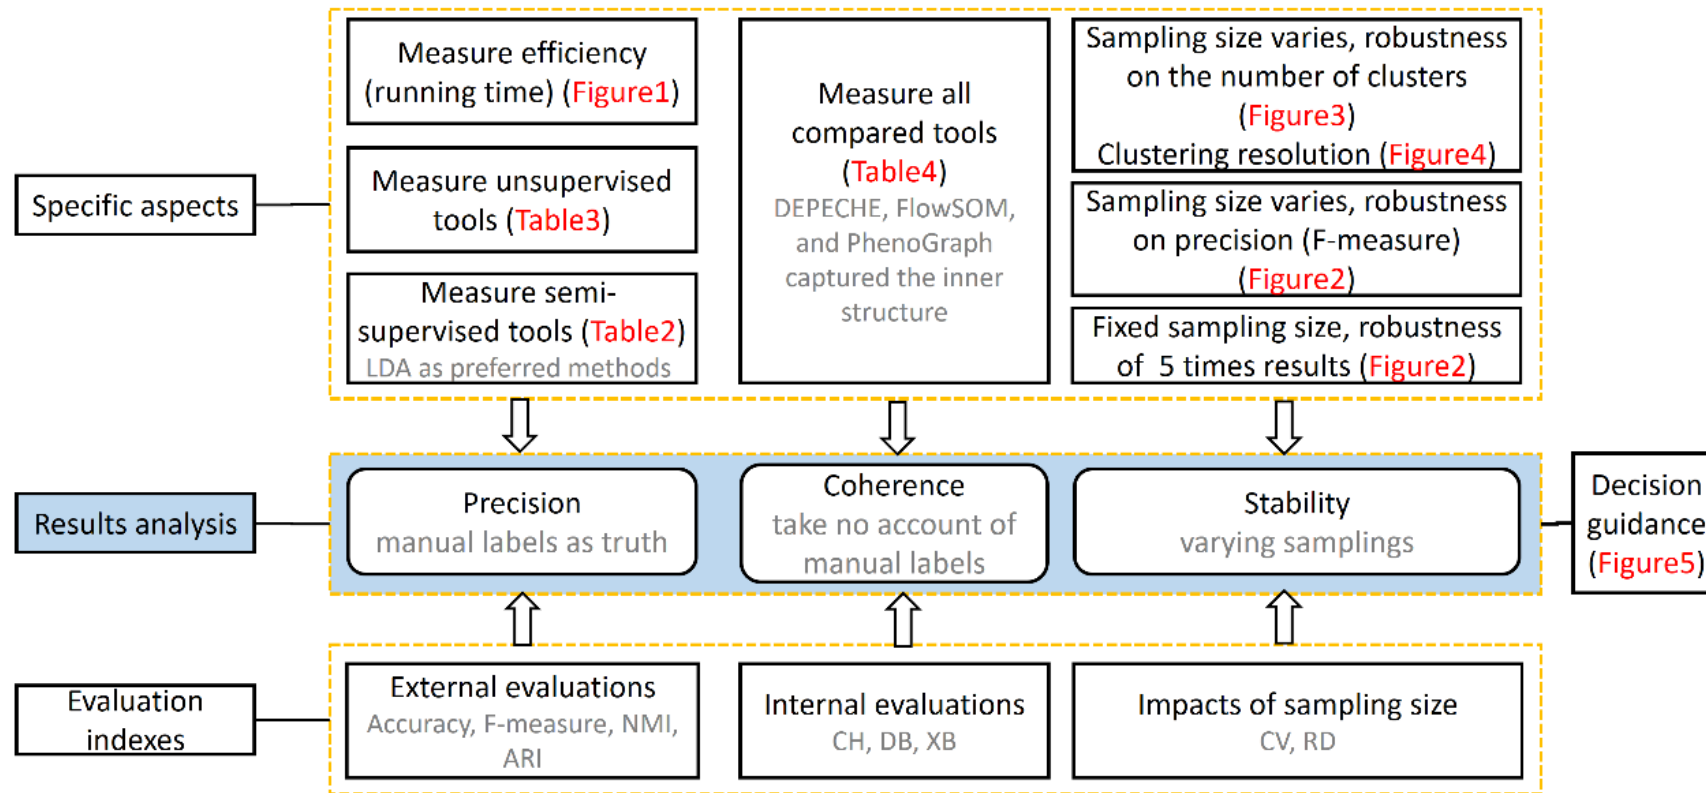 Specific aspects
Measure efficiency
(running time) (Figure1)
Measure unsupervised
tools (Table3)
Measure semi-
supervised tools (Table2)
LDA as preferred methods
Measure all
compared tools
(Table4)
DEPECHE, FlowSOM,
and PhenoGraph
captured the inner
structure
Sampling size varies, robustness
on the number of clusters
(Figure3)
Clustering resolution (Figure4)
Sampling size varies, robustness
on precision (F-measure)
(Figure2)
Fixed sampling size, robustness
of 5 times results (Figure2)
Results analysis
Precision
manual labels as truth
Coherence
take no account of
manual labels
Stability
varying samplings
Decision
guidance
(Figure5)
Evaluation
indexes
External evaluations
Accuracy, F-measure, NMI,
ARI
Internal evaluations
CH, DB, XB
Impacts of sampling size
CV, RD